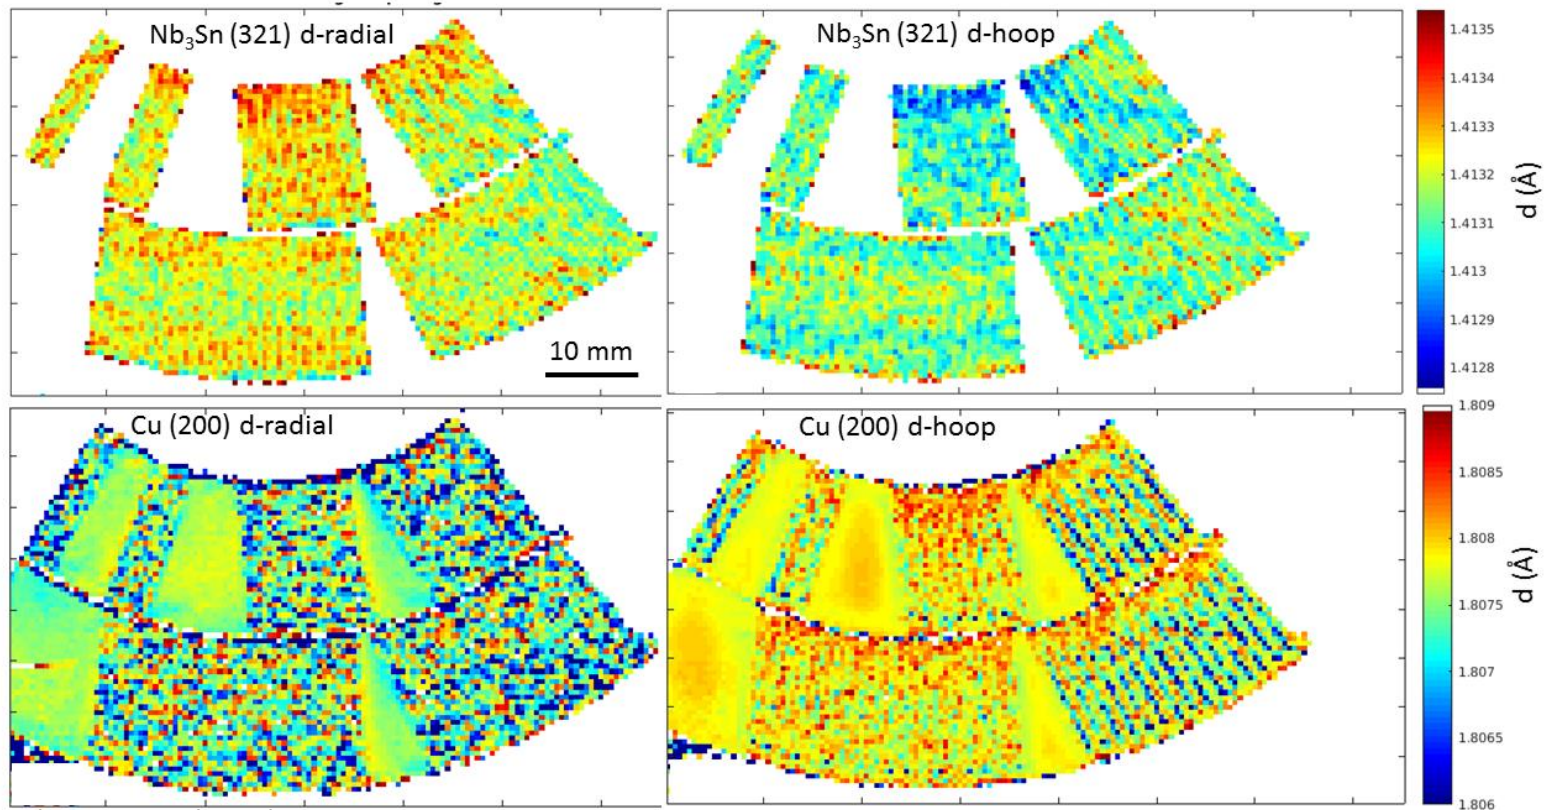 Nb₃Sn (321) d-radial
Nb₃Sn (321) d-hoop
10 mm
1.4135
1.4134
1.4133
1.4132
1.4131
1.413
1.4129
1.4128
d (Å)
Cu (200) d-radial
Cu (200) d-hoop
1.809
1.8085
1.808
1.8075
1.807
1.8065
1.806
d (Å)